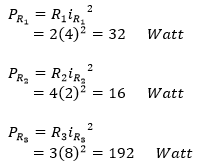 P_{R_1} = R_1 i_{R_1}^2
= 2(4)^2 = 32 Watt
P_{R_2} = R_2 i_{R_2}^2
= 4(2)^2 = 16 Watt
P_{R_3} = R_3 i_{R_3}^2
= 3(8)^2 = 192 Watt